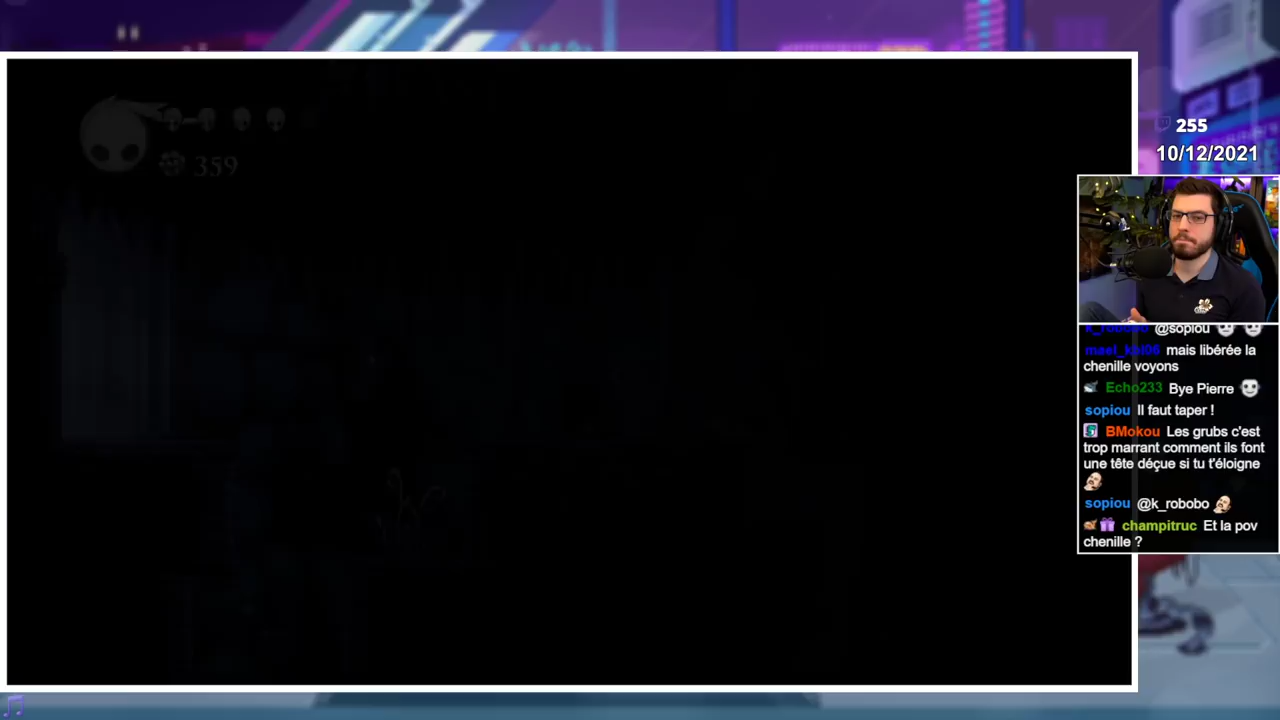 359
255
10/12/2021
k_robobo @sopiou
mais libérée la
chenille voyons
Echo233 Bye Pierre
sopiou Il faut taper !
BMokou Les grubs c'est
trop marrant comment ils font
une tête déçue si tu t'éloigne
sopiou @k_robobo
champitruc Et la pov
chenille ?